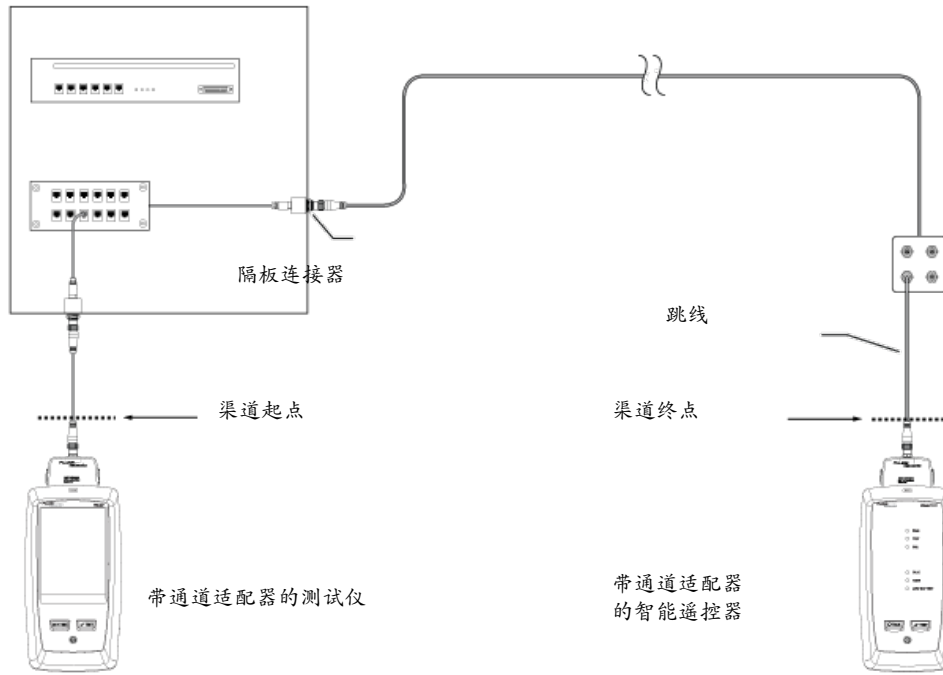 隔板连接器
跳线
渠道起点
渠道终点
带通道适配器的测试仪
带通道适配器
的智能遥控器